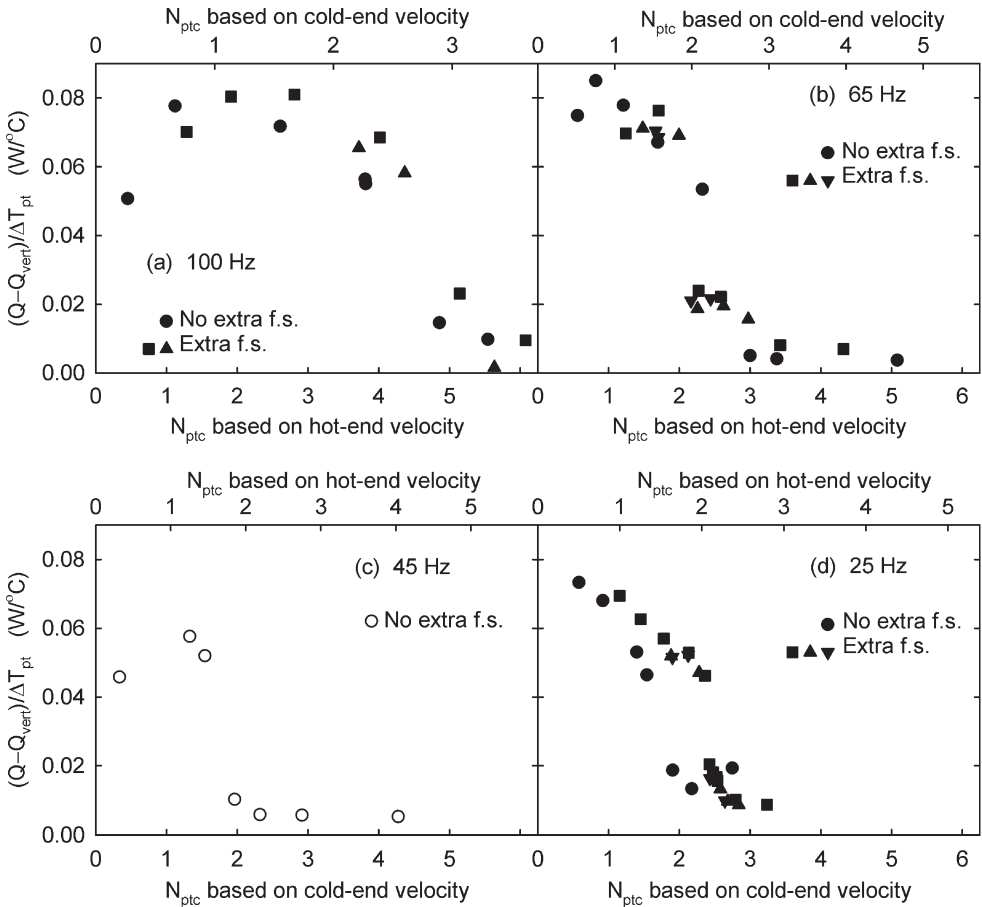 N_ptc based on cold-end velocity
0 1 2 3
N_ptc based on cold-end velocity
0 1 2 3 4 5
(Q−Q_vert)/ΔT_pt (W/°C)
0.08
0.06
0.04
0.02
0.00
(a) 100 Hz
No extra f.s.
Extra f.s.
(b) 65 Hz
No extra f.s.
Extra f.s.
0 1 2 3 4 5
N_ptc based on hot-end velocity
0 1 2 3 4 5 6
N_ptc based on hot-end velocity
N_ptc based on hot-end velocity
0 1 2 3 4 5
N_ptc based on hot-end velocity
0 1 2 3 4 5
(Q−Q_vert)/ΔT_pt (W/°C)
0.08
0.06
0.04
0.02
0.00
(c) 45 Hz
No extra f.s.
(d) 25 Hz
No extra f.s.
Extra f.s.
0 1 2 3 4 5
N_ptc based on cold-end velocity
0 1 2 3 4 5 6
N_ptc based on cold-end velocity